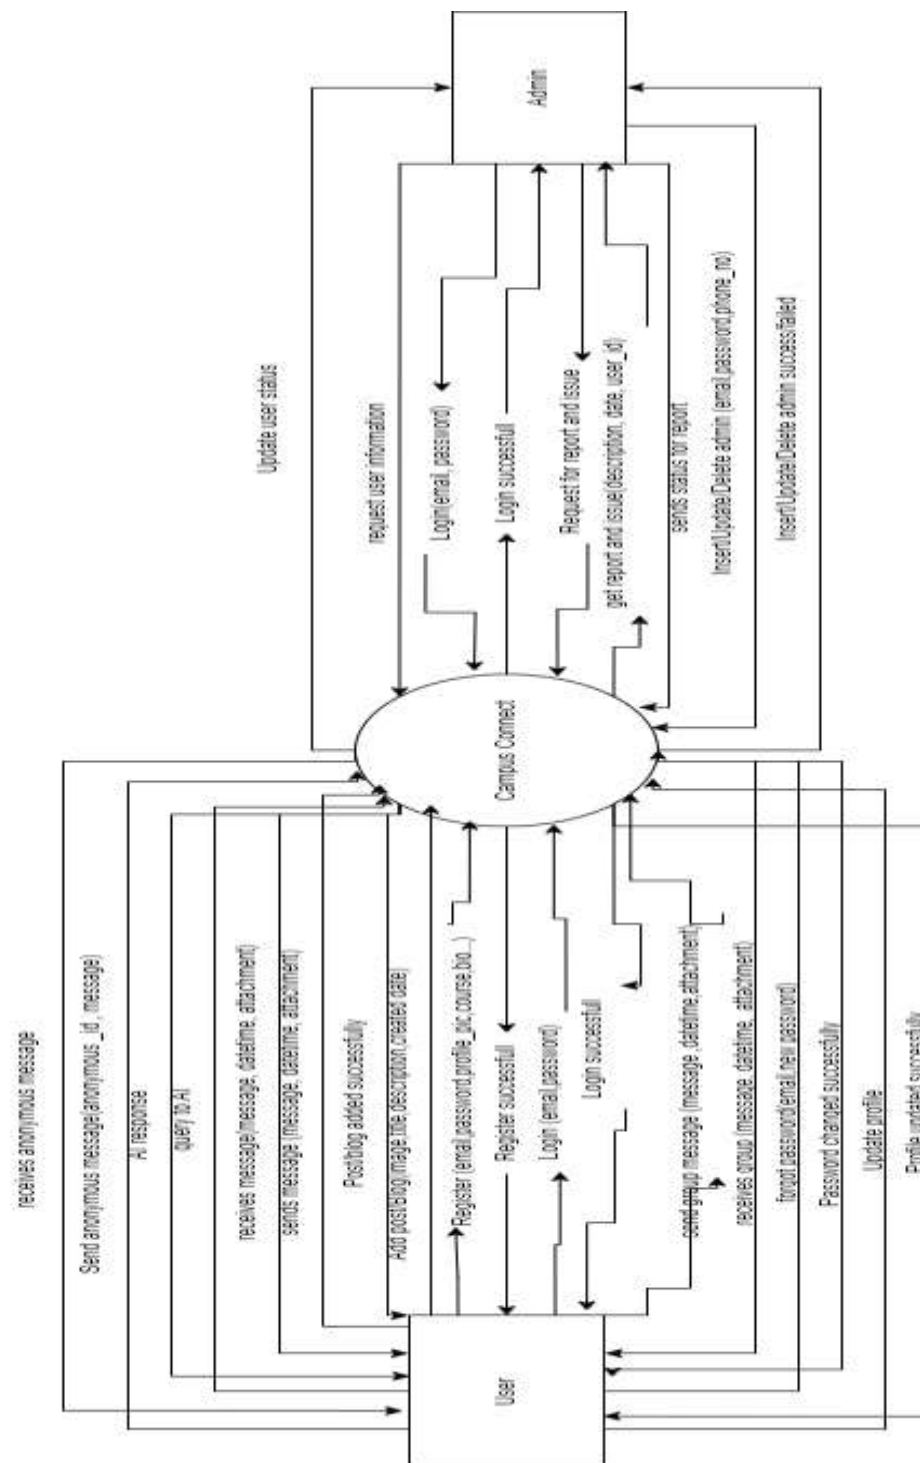 receives anonymous message
Send anonymous message(anonymous_id , message)
AI response
query to AI
receives message(message, datetime, attachment)
sends message (message, datetime, attachment)
Post/blog added successfully
Add post/blog(image,title,description,created date)
Register (email,password,profile_pic,course,bio...)
Register successfull
Login (email,password)
Login successfull
send group message (message ,datetime,attachment)
receives group (message, datetime, attachment)
forgot password(email,new password)
Password changed successfully
Update profile
Profile updated successfully
User
Campus Connect
Update user status
request user information
Login(email, password)
Login successfull
Request for report and issue
get report and issue(description, date, user_id)
sends status for report
Insert/Update/Delete admin (email,password,phone_no)
Insert/Update/Delete admin success/failed
Admin